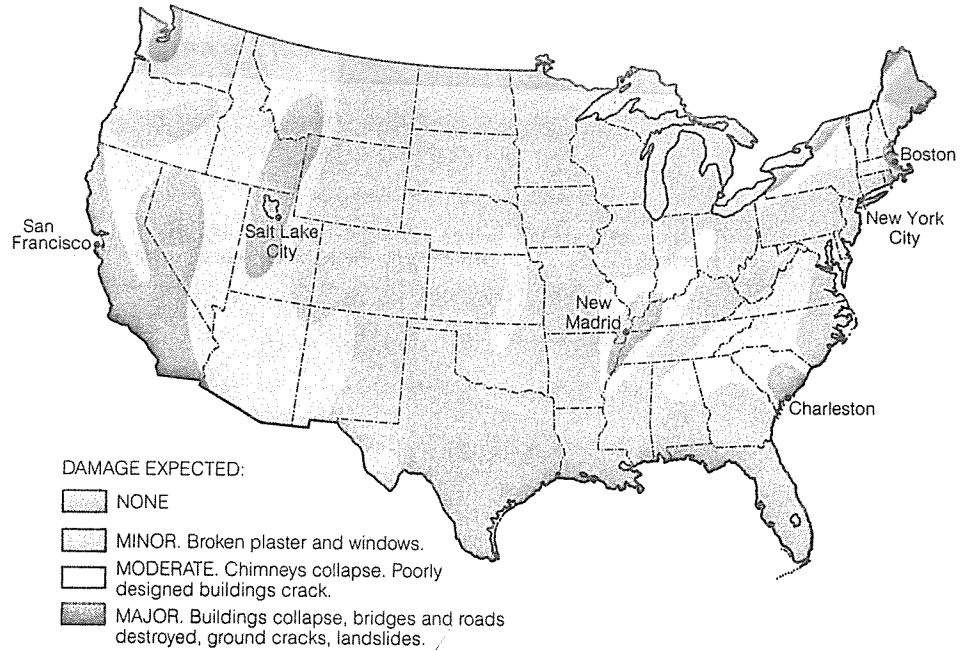 San
Francisco
Salt Lake
City
New
Madrid
Boston
New York
City
Charleston
DAMAGE EXPECTED:
NONE
MINOR. Broken plaster and windows.
MODERATE. Chimneys collapse. Poorly
designed buildings crack.
MAJOR. Buildings collapse, bridges and roads
destroyed, ground cracks, landslides.